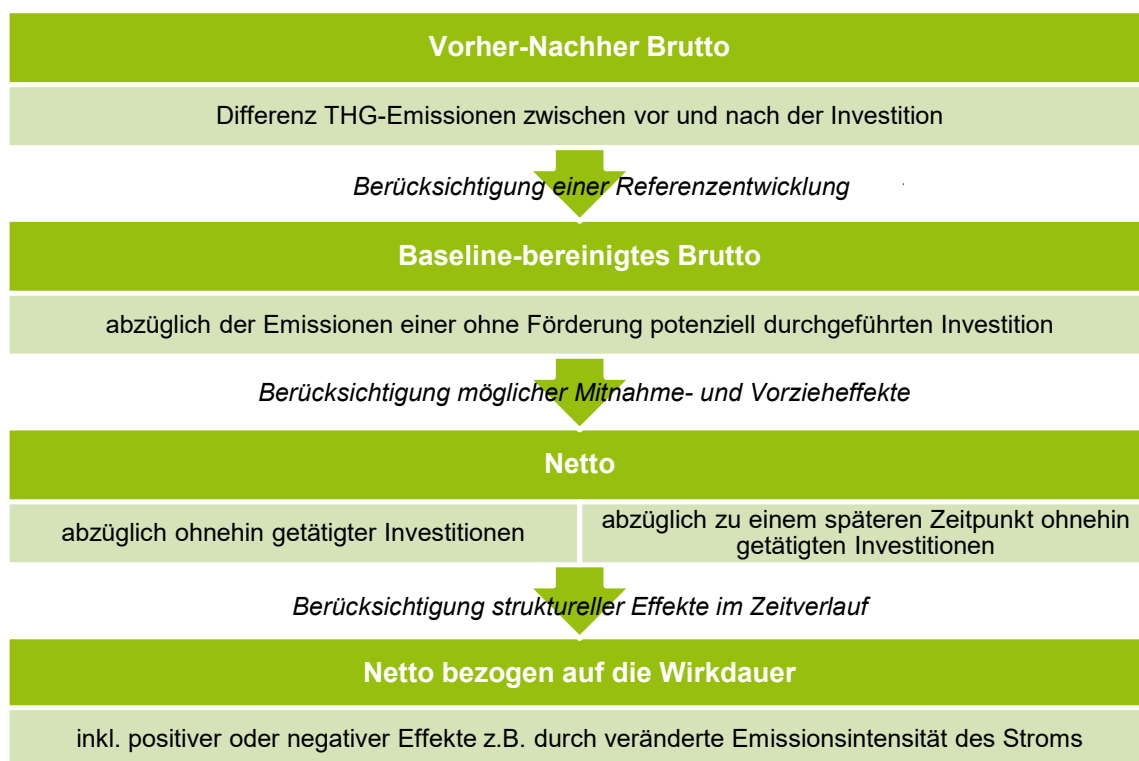 Vorher-Nachher Brutto
Differenz THG-Emissionen zwischen vor und nach der Investition
Berücksichtigung einer Referenzentwicklung
Baseline-bereinigtes Brutto
abzüglich der Emissionen einer ohne Förderung potenziell durchgeführten Investition
Berücksichtigung möglicher Mitnahme- und Vorzieheffekte
Netto
abzüglich ohnehin getätigter Investitionen
abzüglich zu einem späteren Zeitpunkt ohnehin
getätigten Investitionen
Berücksichtigung struktureller Effekte im Zeitverlauf
Netto bezogen auf die Wirkdauer
inkl. positiver oder negativer Effekte z.B. durch veränderte Emissionsintensität des Stroms